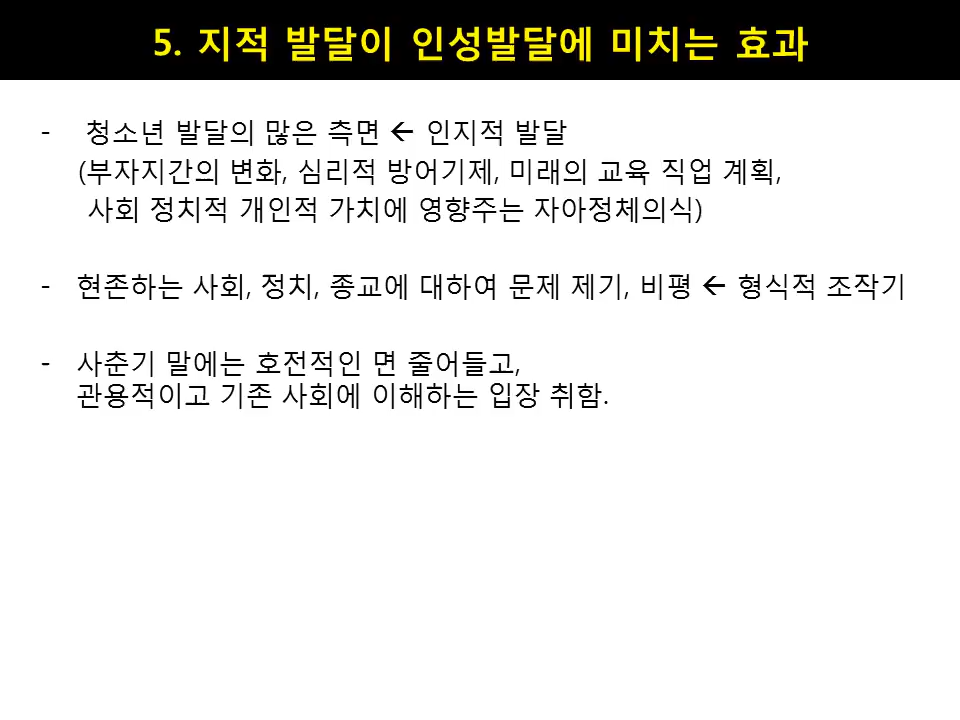 5. 지적 발달이 인성발달에 미치는 효과
- 청소년 발달의 많은 측면 ← 인지적 발달
(부자지간의 변화, 심리적 방어기제, 미래의 교육 직업 계획,
사회 정치적 개인적 가치에 영향주는 자아정체의식)
- 현존하는 사회, 정치, 종교에 대하여 문제 제기, 비평 ← 형식적 조작기
- 사춘기 말에는 호전적인 면 줄어들고,
관용적이고 기존 사회에 이해하는 입장 취함.